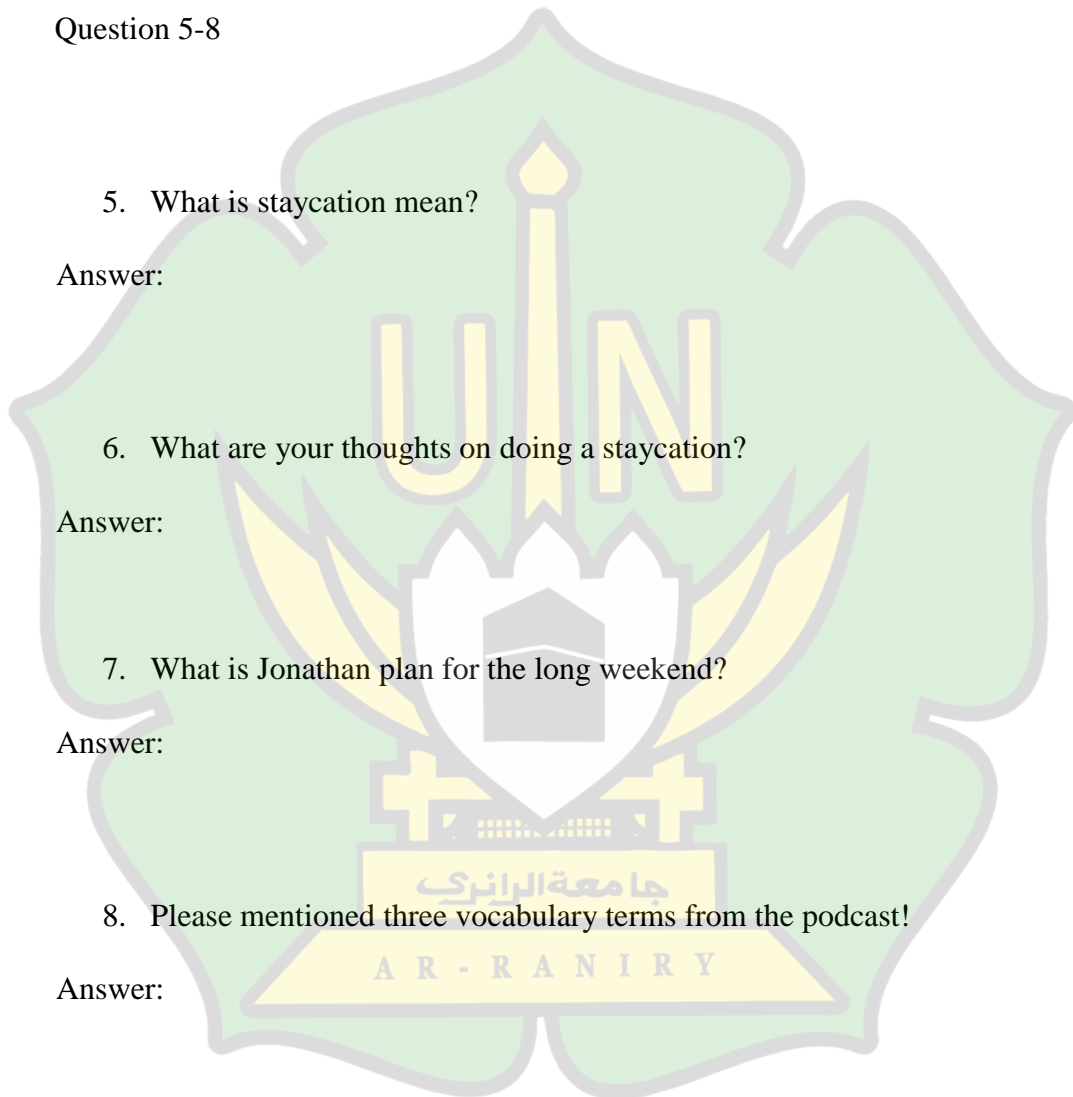 Question 5-8
5. What is staycation mean?
Answer:
UIN
6. What are your thoughts on doing a staycation?
Answer:
7. What is Jonathan plan for the long weekend?
Answer:
جامعة الرانري
8. Please mentioned three vocabulary terms from the podcast!
AR-RANIRY
Answer: